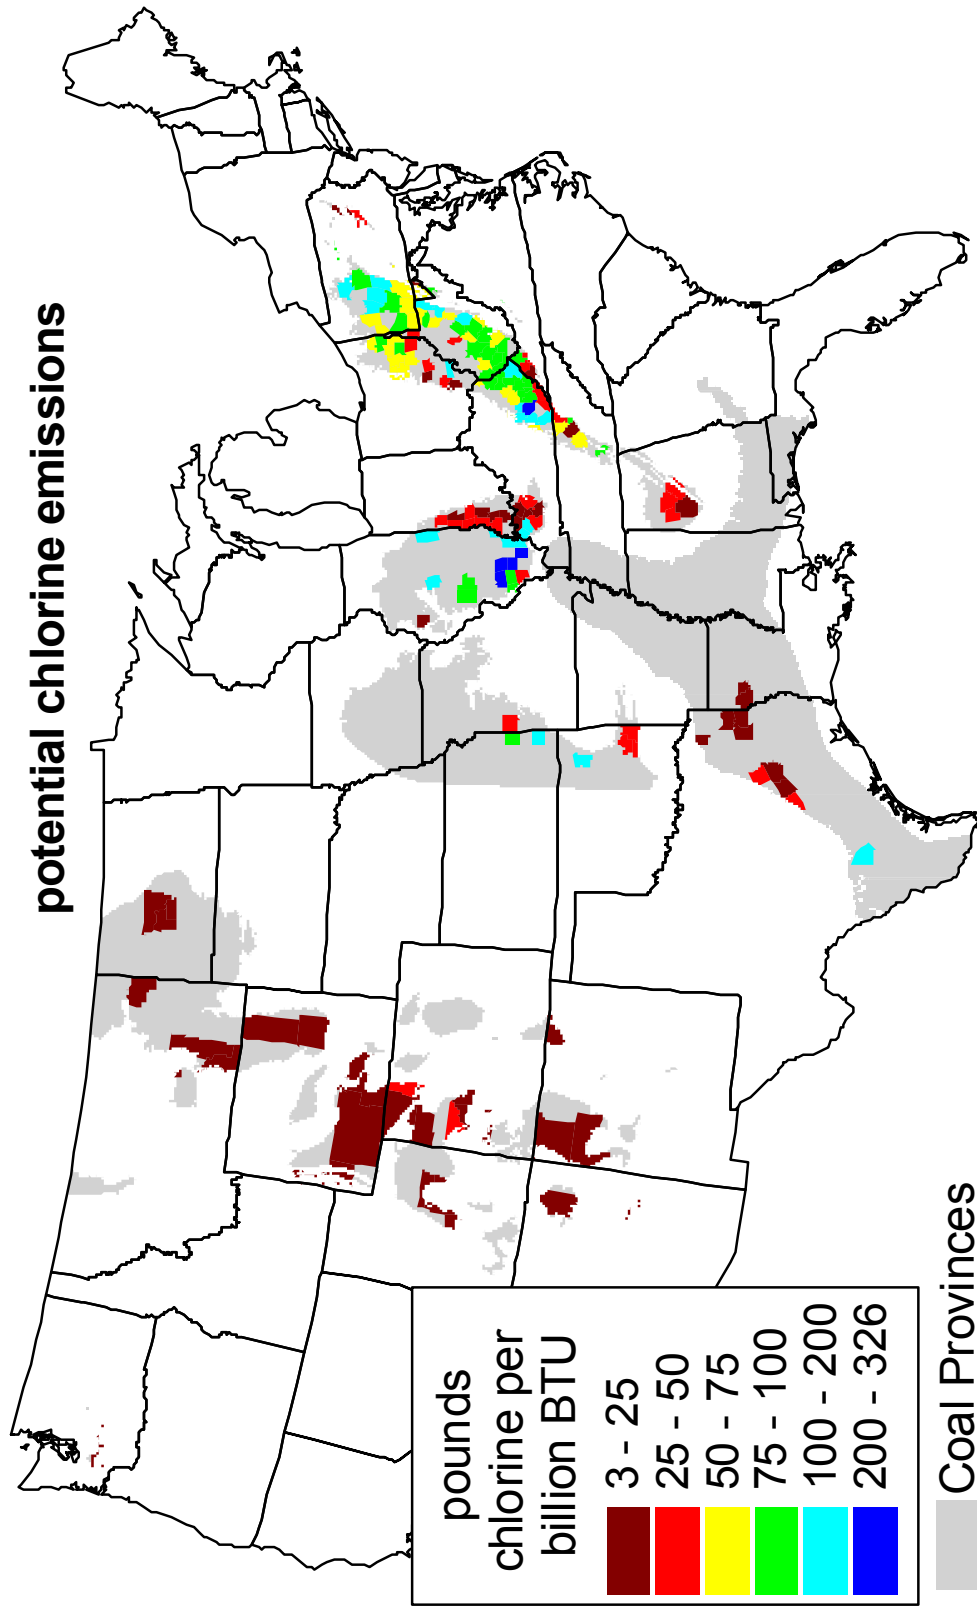 potential chlorine emissions
pounds
chlorine per
billion BTU
3 - 25
25 - 50
50 - 75
75 - 100
100 - 200
200 - 326
Coal Provinces